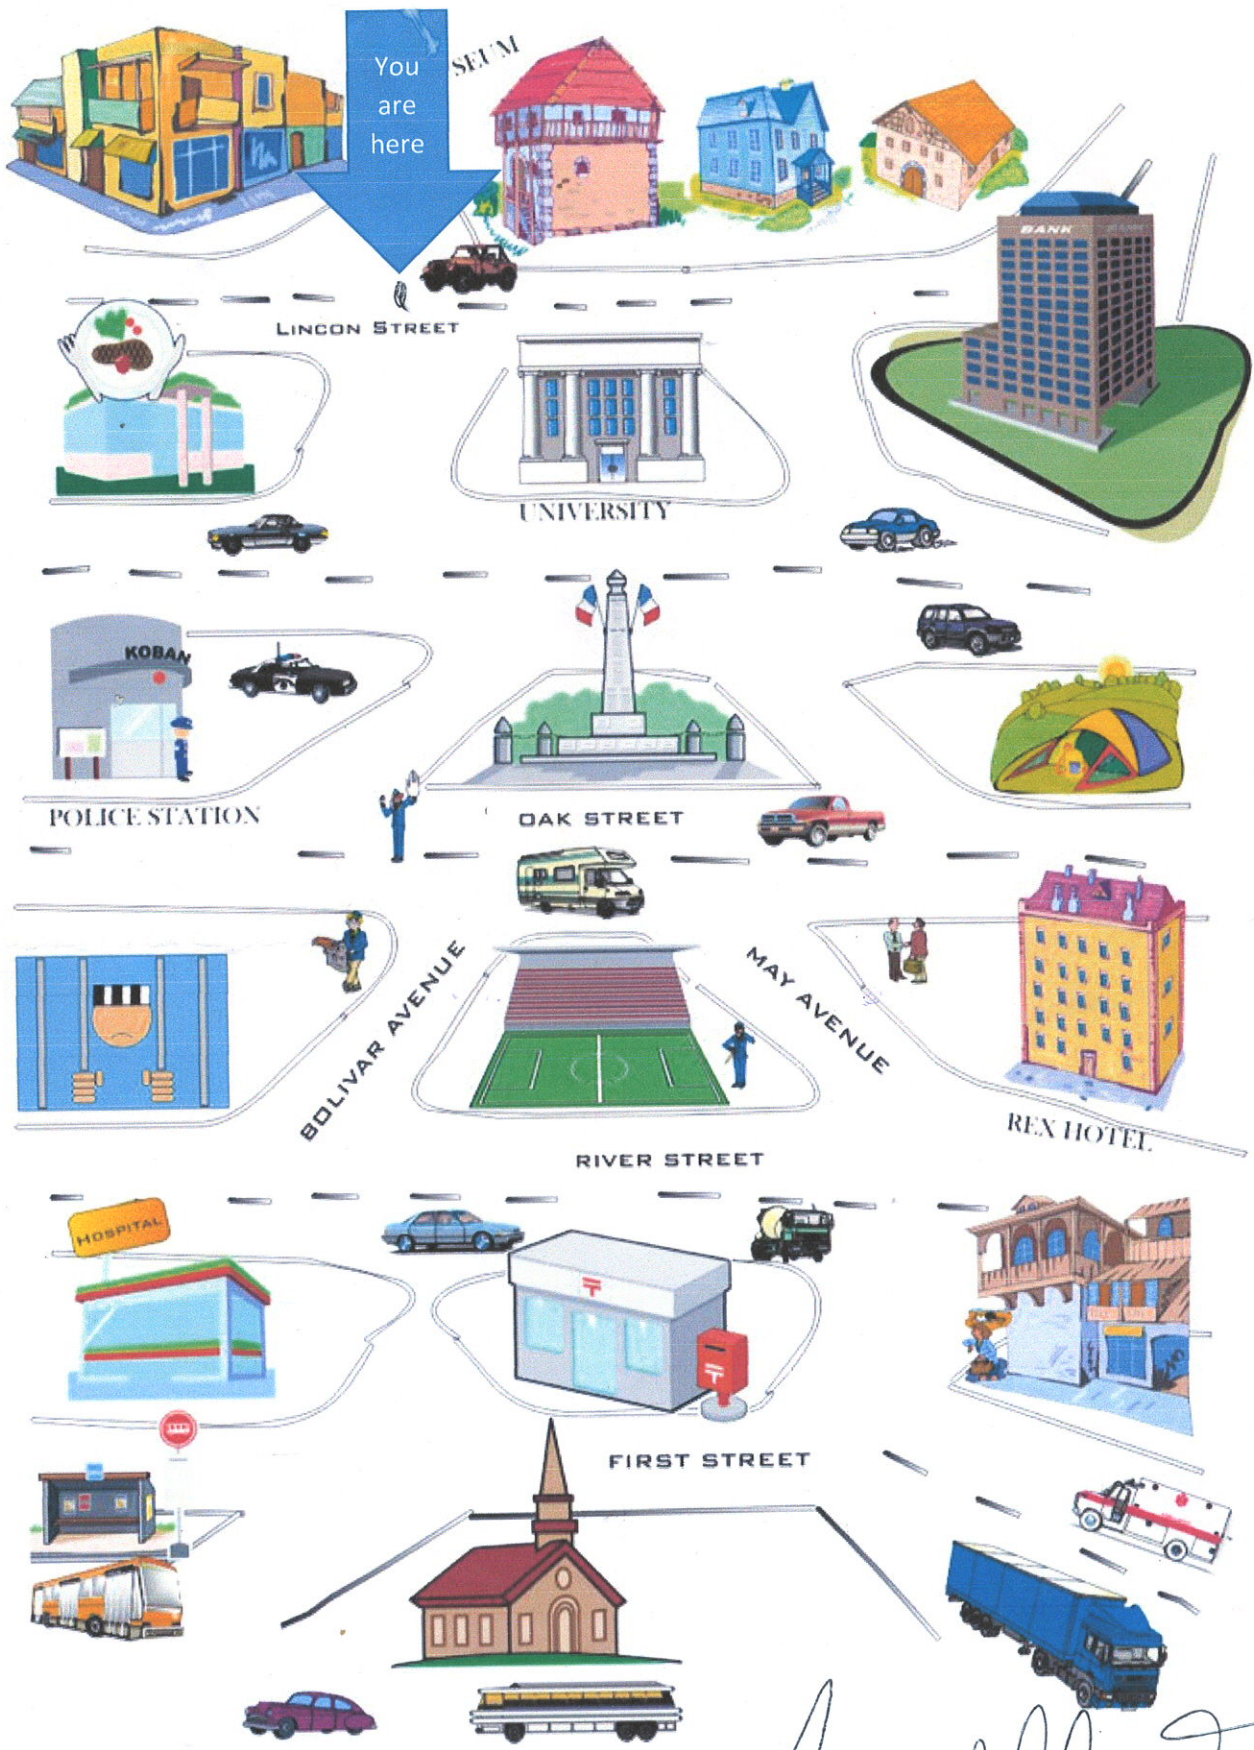 You
are
here
SEUM
BANK
LINCON STREET
UNIVERSITY
KOBAN
POLICE STATION
OAK STREET
BOLIVAR AVENUE
MAY AVENUE
REX HOTEL
RIVER STREET
HOSPITAL
FIRST STREET